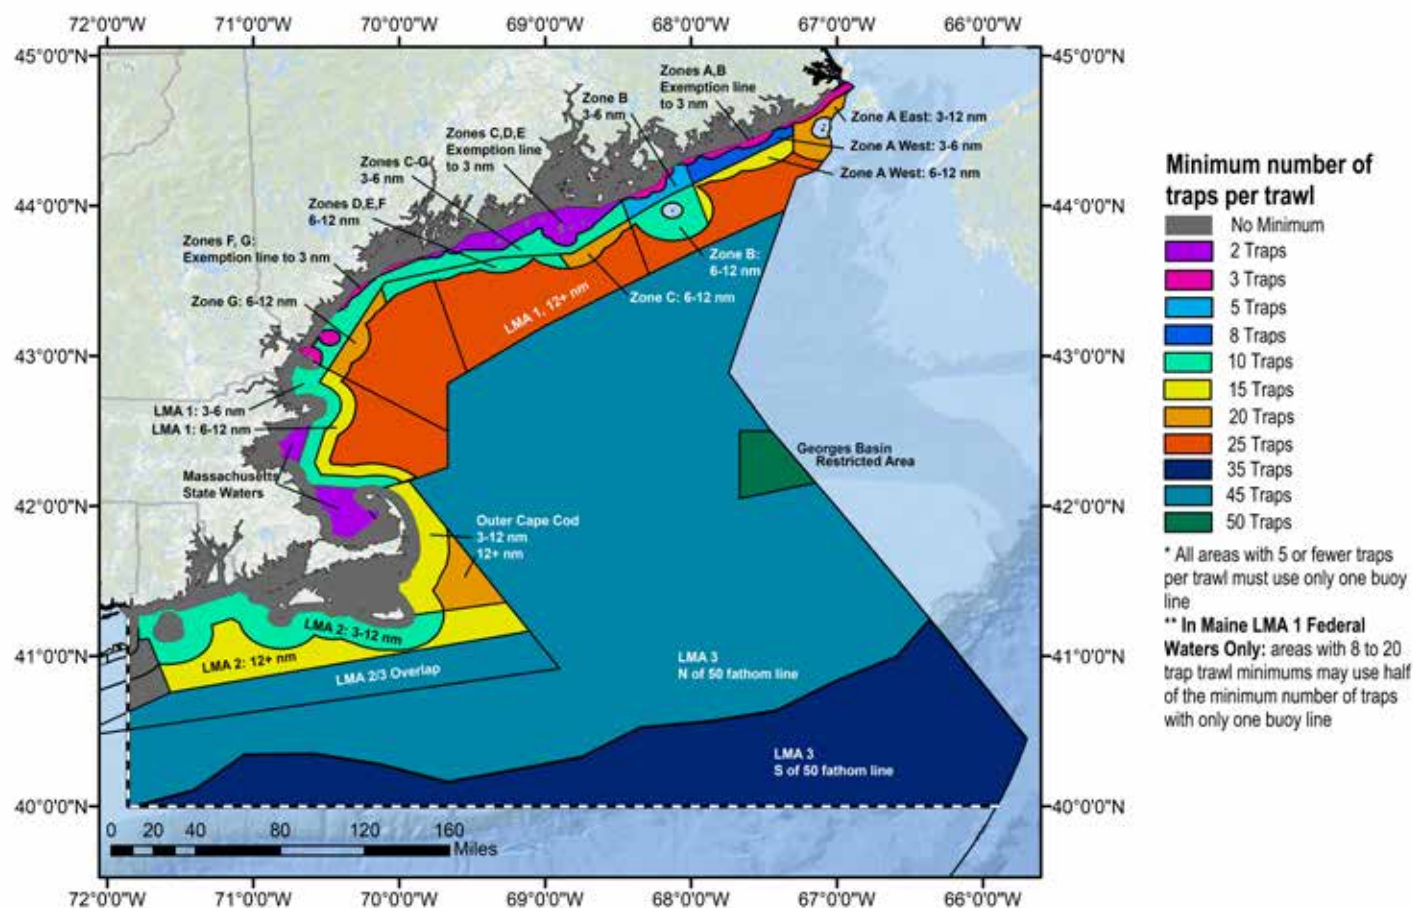 72°0'0"W 71°0'0"W 70°0'0"W 69°0'0"W 68°0'0"W 67°0'0"W 66°0'0"W
45°0'0"N
44°0'0"N
43°0'0"N
42°0'0"N
41°0'0"N
40°0'0"N
Zones A,B
Exemption line
to 3 nm
Zone B
3-6 nm
Zones C,D,E
Exemption line
to 3 nm
Zones C-G
3-6 nm
Zones D,E,F
6-12 nm
Zones F, G:
Exemption line to 3 nm
Zone G: 6-12 nm
LMA 1: 3-6 nm
LMA 1: 6-12 nm
Massachusetts
State Waters
Zone A East: 3-12 nm
Zone A West: 3-6 nm
Zone A West: 6-12 nm
Zone B:
6-12 nm
Zone C: 6-12 nm
LMA 1, 12+ nm
Georges Basin
Restricted Area
Outer Cape Cod
3-12 nm
12+ nm
LMA 2: 3-12 nm
LMA 2: 12+ nm
LMA 2/3 Overlap
LMA 3
N of 50 fathom line
LMA 3
S of 50 fathom line
0 20 40 80 120 160
Miles
45°0'0"N
44°0'0"N
43°0'0"N
42°0'0"N
41°0'0"N
40°0'0"N
72°0'0"W 71°0'0"W 70°0'0"W 69°0'0"W 68°0'0"W 67°0'0"W 66°0'0"W
Minimum number of
traps per trawl
No Minimum
2 Traps
3 Traps
5 Traps
8 Traps
10 Traps
15 Traps
20 Traps
25 Traps
35 Traps
45 Traps
50 Traps
* All areas with 5 or fewer traps
per trawl must use only one buoy
line
** In Maine LMA 1 Federal
Waters Only: areas with 8 to 20
trap trawl minimums may use half
of the minimum number of traps
with only one buoy line